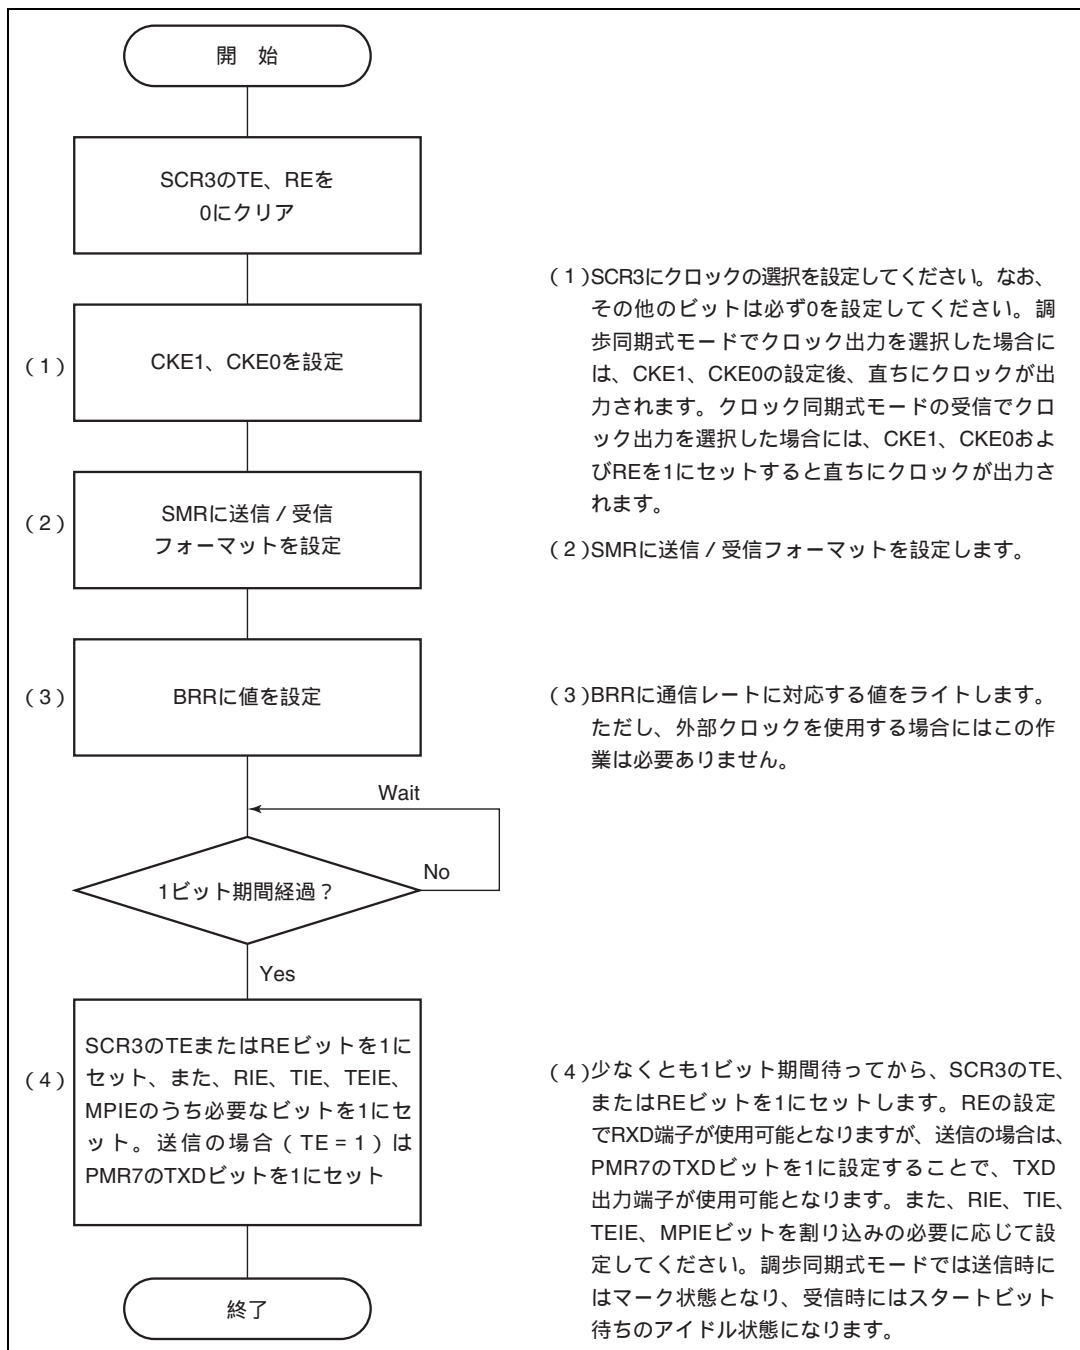 開　始
SCR3のTE、REを
0にクリア
(1)
CKE1、CKE0を設定
(2)
SMRに送信 / 受信
フォーマットを設定
(3)
BRRに値を設定
Wait
No
1ビット期間経過？
Yes
(4)
SCR3のTEまたはREビットを1に
セット、また、RIE、TIE、TEIE、
MPIEのうち必要なビットを1にセ
ット。送信の場合（TE = 1）は
PMR7のTXDビットを1にセット
終了
(1)SCR3にクロックの選択を設定してください。なお、
その他のビットは必ず0を設定してください。調
歩同期式モードでクロック出力を選択した場合に
は、CKE1、CKE0の設定後、直ちにクロックが出
力されます。クロック同期式モードの受信でクロ
ック出力を選択した場合には、CKE1、CKE0およ
びREを1にセットすると直ちにクロックが出力さ
れます。
(2)SMRに送信 / 受信フォーマットを設定します。
(3)BRRに通信レートに対応する値をライトします。
ただし、外部クロックを使用する場合にはこの作
業は必要ありません。
(4)少なくとも1ビット期間待ってから、SCR3のTE、
またはREビットを1にセットします。REの設定
でRXD端子が使用可能となりますが、送信の場合は、
PMR7のTXDビットを1に設定することで、TXD
出力端子が使用可能となります。また、RIE、TIE、
TEIE、MPIEビットを割り込みの必要に応じて設
定してください。調歩同期式モードでは送信時に
はマーク状態となり、受信時にはスタートビット
待ちのアイドル状態になります。